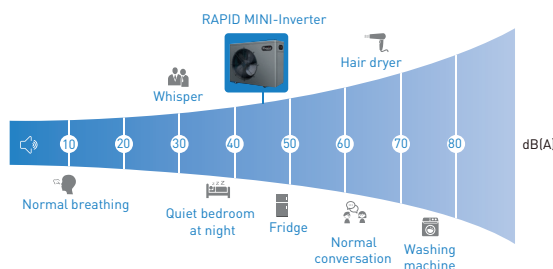 RAPID MINI-Inverter
Hair dryer
Whisper
10 20 30 40 50 60 70 80
dB(A)
Normal breathing
Quiet bedroom
at night
Fridge
Normal
conversation
Washing
machine